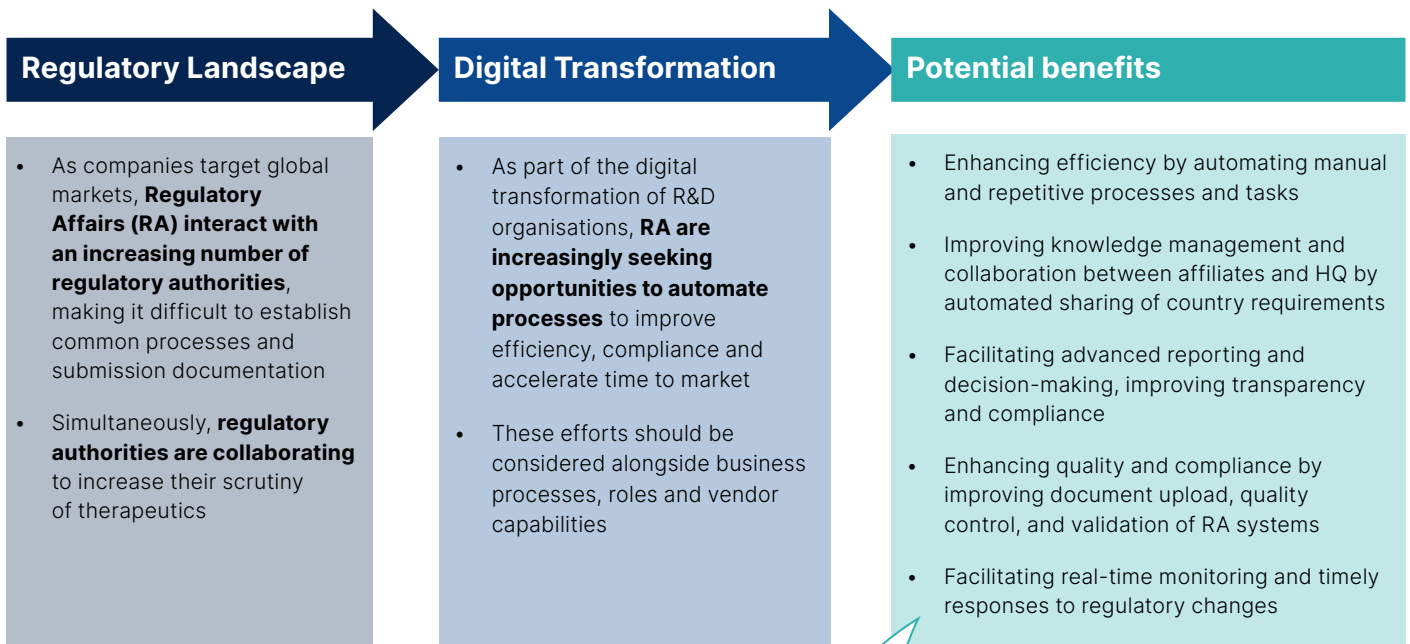 Regulatory Landscape
• As companies target global
markets, Regulatory
Affairs (RA) interact with
an increasing number of
regulatory authorities,
making it difficult to establish
common processes and
submission documentation
• Simultaneously, regulatory
authorities are collaborating
to increase their scrutiny
of therapeutics
Digital Transformation
• As part of the digital
transformation of R&D
organisations, RA are
increasingly seeking
opportunities to automate
processes to improve
efficiency, compliance and
accelerate time to market
• These efforts should be
considered alongside business
processes, roles and vendor
capabilities
Potential benefits
• Enhancing efficiency by automating manual
and repetitive processes and tasks
• Improving knowledge management and
collaboration between affiliates and HQ by
automated sharing of country requirements
• Facilitating advanced reporting and
decision-making, improving transparency
and compliance
• Enhancing quality and compliance by
improving document upload, quality
control, and validation of RA systems
• Facilitating real-time monitoring and timely
responses to regulatory changes